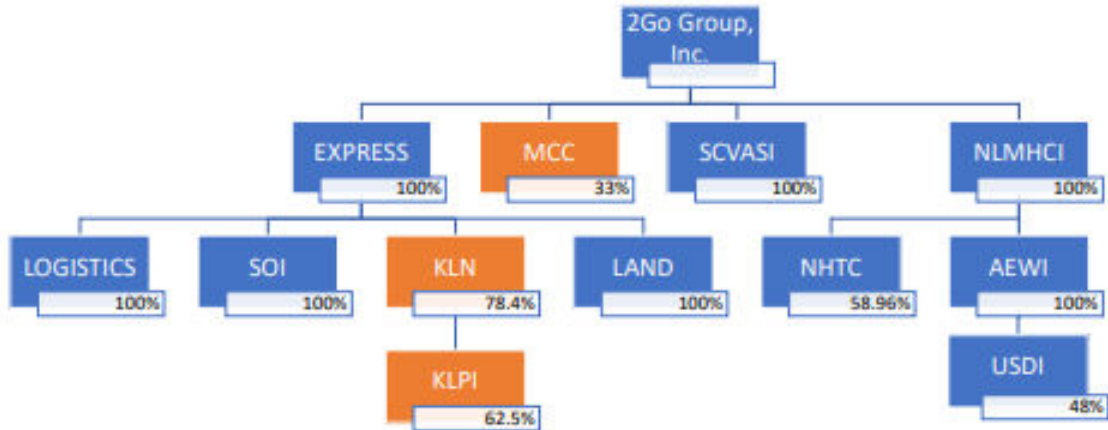 2Go Group,
Inc.
EXPRESS
MCC
SCVASI
NLMHCI
100%
33%
100%
100%
LOGISTICS
SOI
KLN
LAND
NHTC
AEWI
100%
100%
78.4%
100%
58.96%
100%
KLPI
USDI
62.5%
48%